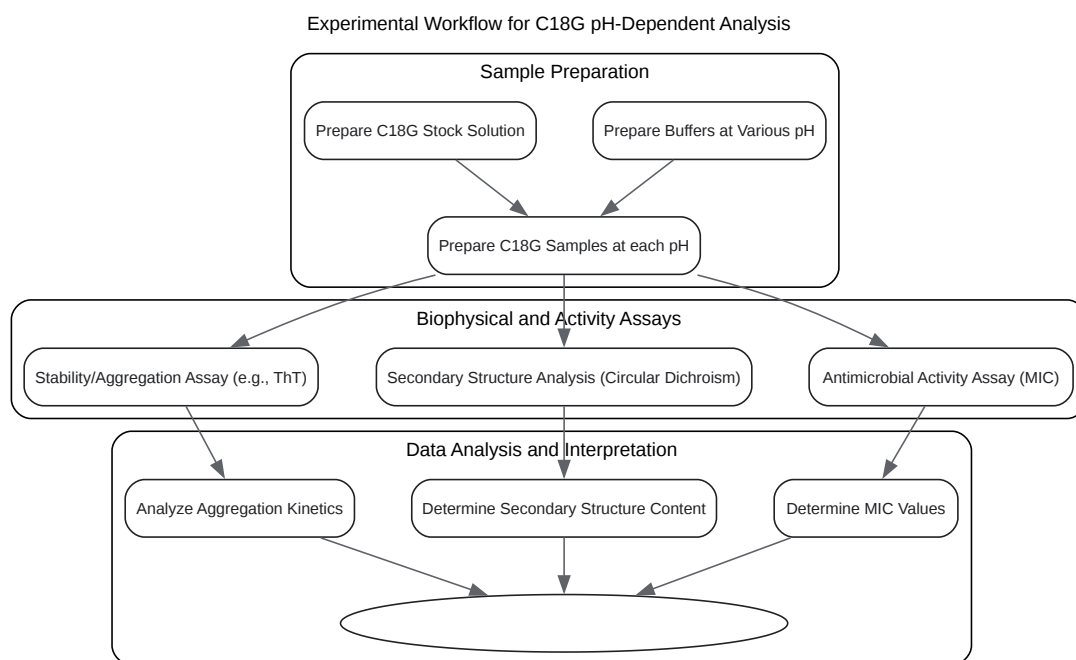 Experimental Workflow for C18G pH-Dependent Analysis
Sample Preparation
Prepare C18G Stock Solution
Prepare Buffers at Various pH
Prepare C18G Samples at each pH
Biophysical and Activity Assays
Stability/Aggregation Assay (e.g., ThT)
Secondary Structure Analysis (Circular Dichroism)
Antimicrobial Activity Assay (MIC)
Data Analysis and Interpretation
Analyze Aggregation Kinetics
Determine Secondary Structure Content
Determine MIC Values